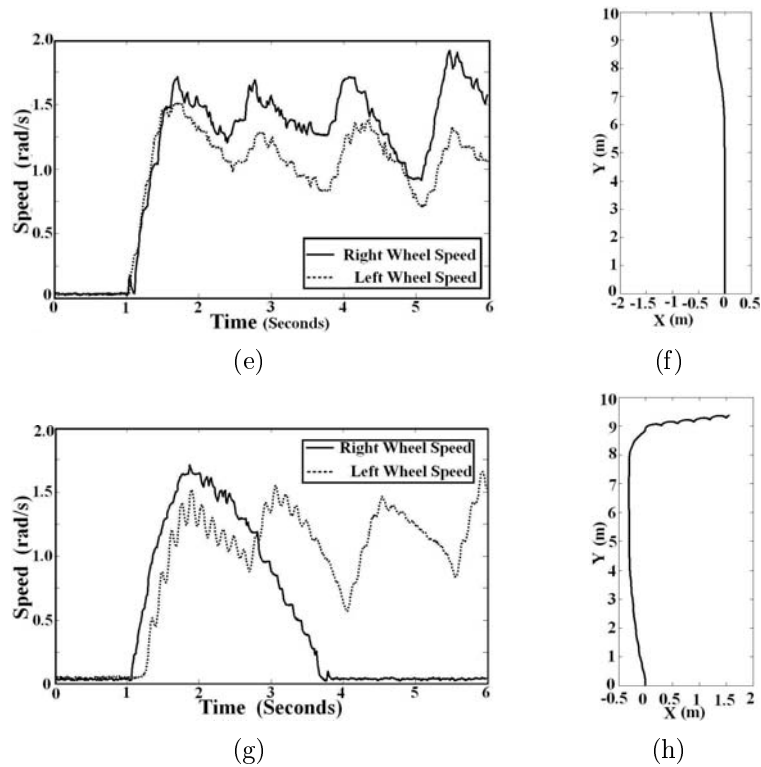 2.0
1.5
1.0
0.5
0
Speed (rad/s)
Right Wheel Speed
Left Wheel Speed
0 1 2 3 4 5 6
Time (Seconds)
(e)
10
9
8
7
6
5
4
3
2
1
0
Y (m)
-2 -1.5 -1 -0.5 0 0.5
X (m)
(f)
2.0
1.5
1.0
0.5
0
Speed (rad/s)
Right Wheel Speed
Left Wheel Speed
0 1 2 3 4 5 6
Time (Seconds)
(g)
10
9
8
7
6
5
4
3
2
1
0
Y (m)
-0.5 0 0.5 1 1.5 2
X (m)
(h)